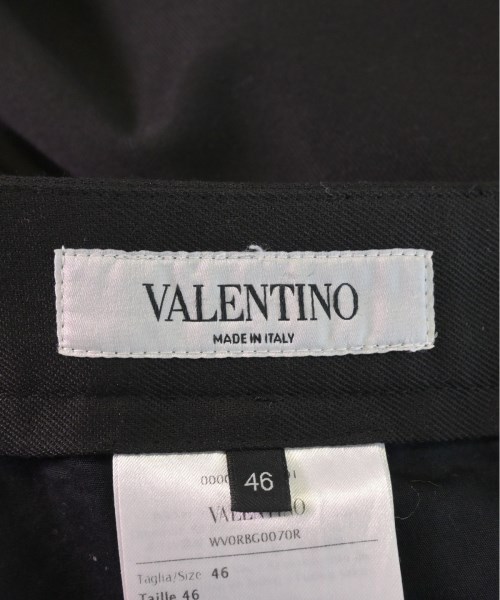 VALENTINO
MADE IN ITALY
46
VALENTINO
WV0RBG0070R
Taglia/Size 46
Taille 46